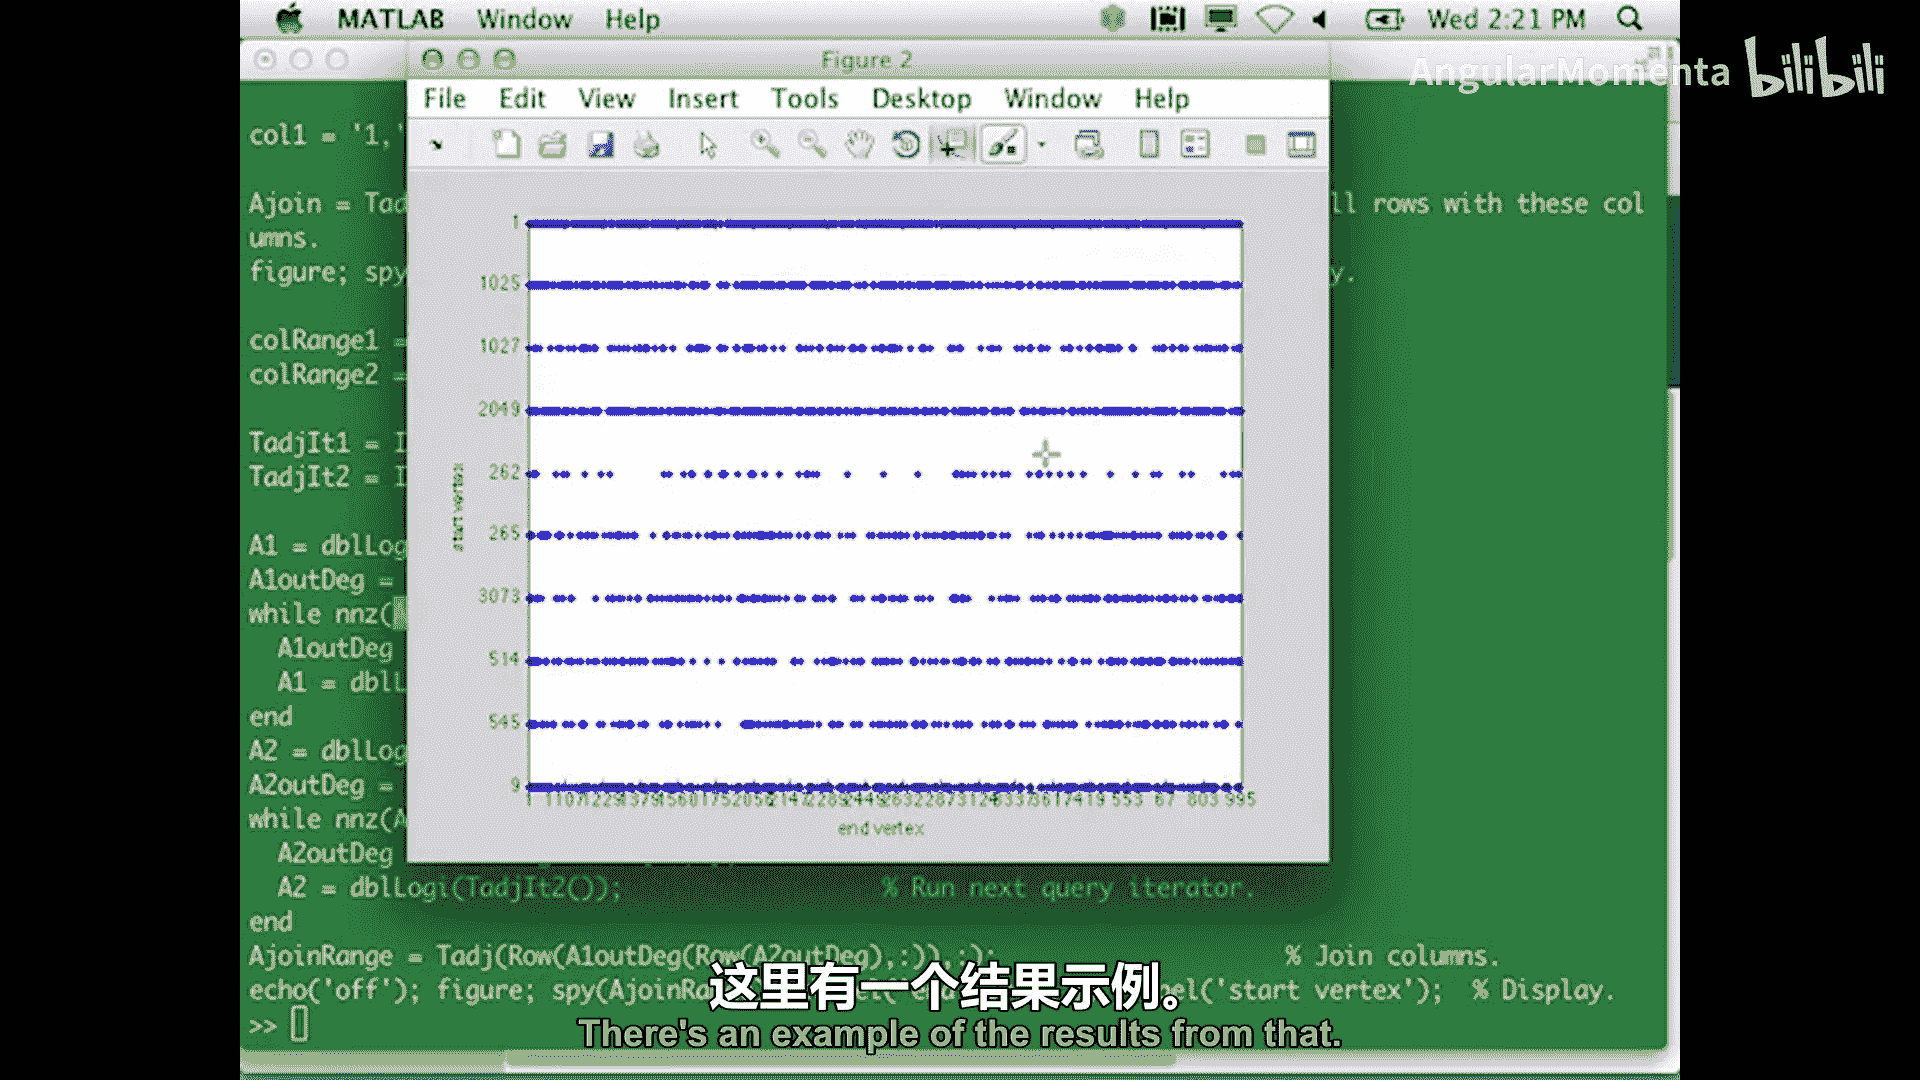 MATLAB Window Help Wed 2:21 PM
Figure 2
AngularMomenta bilibili
File Edit View Insert Tools Desktop Window Help
col1 = '1,'
Ajoin = Tad ll rows with these col
umns.
figure; spy y.
colRange1 =
colRange2 =
TadjIt1 = I
TadjIt2 = I
A1 = dblLog
A1outDeg =
while nnz(
A1outDeg
A1 = dblL
end
A2 = dblLog
A2outDeg =
while nnz(A
A2outDeg
A2 = dblLogi(TadjIt2()); % Run next query iterator.
end
AjoinRange = Tadj(Row(A1outDeg(Row(A2outDeg),:)),:); % Join columns.
echo('off'); figure; spy(AjoinRa el('start vertex'); % Display.
>>
1
1025
1027
2049
262
265
3073
514
545
9
start vertex
803 995
end vertex
这里有一个结果示例。
There's an example of the results from that.